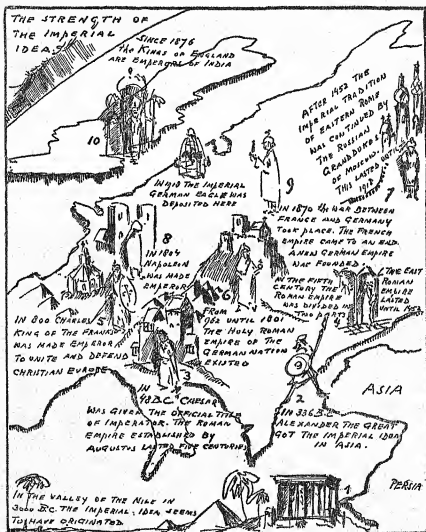 THE STRENGTH OF
THE IMPERIAL
IDEA.
SINCE 1876
THE KINGS OF ENGLAND
ARE EMPERORS OF INDIA
10
AFTER 1452 THE
IMPERIAL TRADITION
OF EASTERN ROME
WAS CONTINUED BY
THE RUSSIAN
GRANDDUKES
OF MOSCOW.
THIS LASTED UNTIL
1917
7
IN 1918 THE IMPERIAL
GERMAN EAGLE WAS
DEPOSITED HERE
9
IN 1870 THE WAR BETWEEN
FRANCE AND GERMANY
TOOK PLACE. THE FRENCH
EMPIRE CAME TO AN END.
A NEW GERMAN EMPIRE
WAS FOUNDED.
8
IN 1804
NAPOLEON
WAS MADE
EMPEROR
IN THE FIFTH
CENTURY THE
ROMAN EMPIRE
WAS DIVIDED IN
TWO PARTS
THE EAST
ROMAN
EMPIRE
LASTED
UNTIL 1453.
4
IN 800 CHARLES
KING OF THE FRANKS
WAS MADE EMPEROR
TO UNITE AND DEFEND
CHRISTIAN EUROPE
5
6
FROM
962 UNTIL 1801
THE HOLY ROMAN
EMPIRE OF THE
GERMAN NATION
EXISTED
3
IN
48 B.C. CAESAR
WAS GIVEN THE OFFICIAL TITLE
OF IMPERATOR. THE ROMAN
EMPIRE ESTABLISHED BY
AUGUSTUS LASTED FIVE CENTURIES
2
IN 336 B.C.
ALEXANDER THE GREAT
GOT THE IMPERIAL IDEA
IN ASIA.
ASIA
1
PERSIA
IN THE VALLEY OF THE NILE IN
3000 B.C. THE IMPERIAL IDEA SEEMS
TO HAVE ORIGINATED